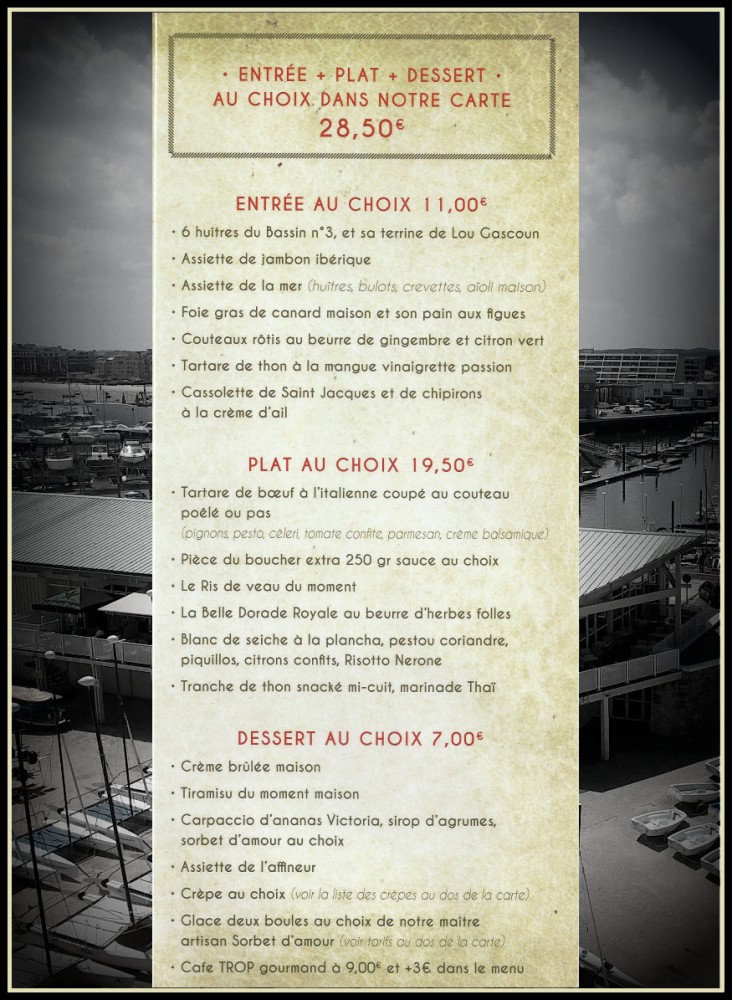 • ENTRÉE + PLAT + DESSERT •
AU CHOIX DANS NOTRE CARTE
28,50€
ENTRÉE AU CHOIX 11,00€
• 6 huîtres du Bassin n°3, et sa terrine de Lou Gascoun
• Assiette de jambon ibérique
• Assiette de la mer (huîtres, bulots, crevettes, aïoli maison)
• Foie gras de canard maison et son pain aux figues
• Couteaux rôtis au beurre de gingembre et citron vert
• Tartare de thon à la mangue vinaigrette passion
• Cassolette de Saint Jacques et de chipirons
à la crème d'ail
PLAT AU CHOIX 19,50€
• Tartare de bœuf à l'italienne coupé au couteau
poêlé ou pas
(pignons, pesto, cèleri, tomate confite, parmesan, crème balsamique)
• Pièce du boucher extra 250 gr sauce au choix
• Le Ris de veau du moment
• La Belle Dorade Royale au beurre d'herbes folles
• Blanc de seiche à la plancha, pestou coriandre,
piquillos, citrons confits, Risotto Nerone
• Tranche de thon snacké mi-cuit, marinade Thaï
DESSERT AU CHOIX 7,00€
• Crème brûlée maison
• Tiramisu du moment maison
• Carpaccio d'ananas Victoria, sirop d'agrumes,
sorbet d'amour au choix
• Assiette de l'affineur
• Crèpe au choix (voir la liste des crèpes au dos de la carte)
• Glace deux boules au choix de notre maître
artisan Sorbet d'amour (voir tarifs au dos de la carte)
• Cafe TROP gourmand à 9,00€ et +3€ dans le menu